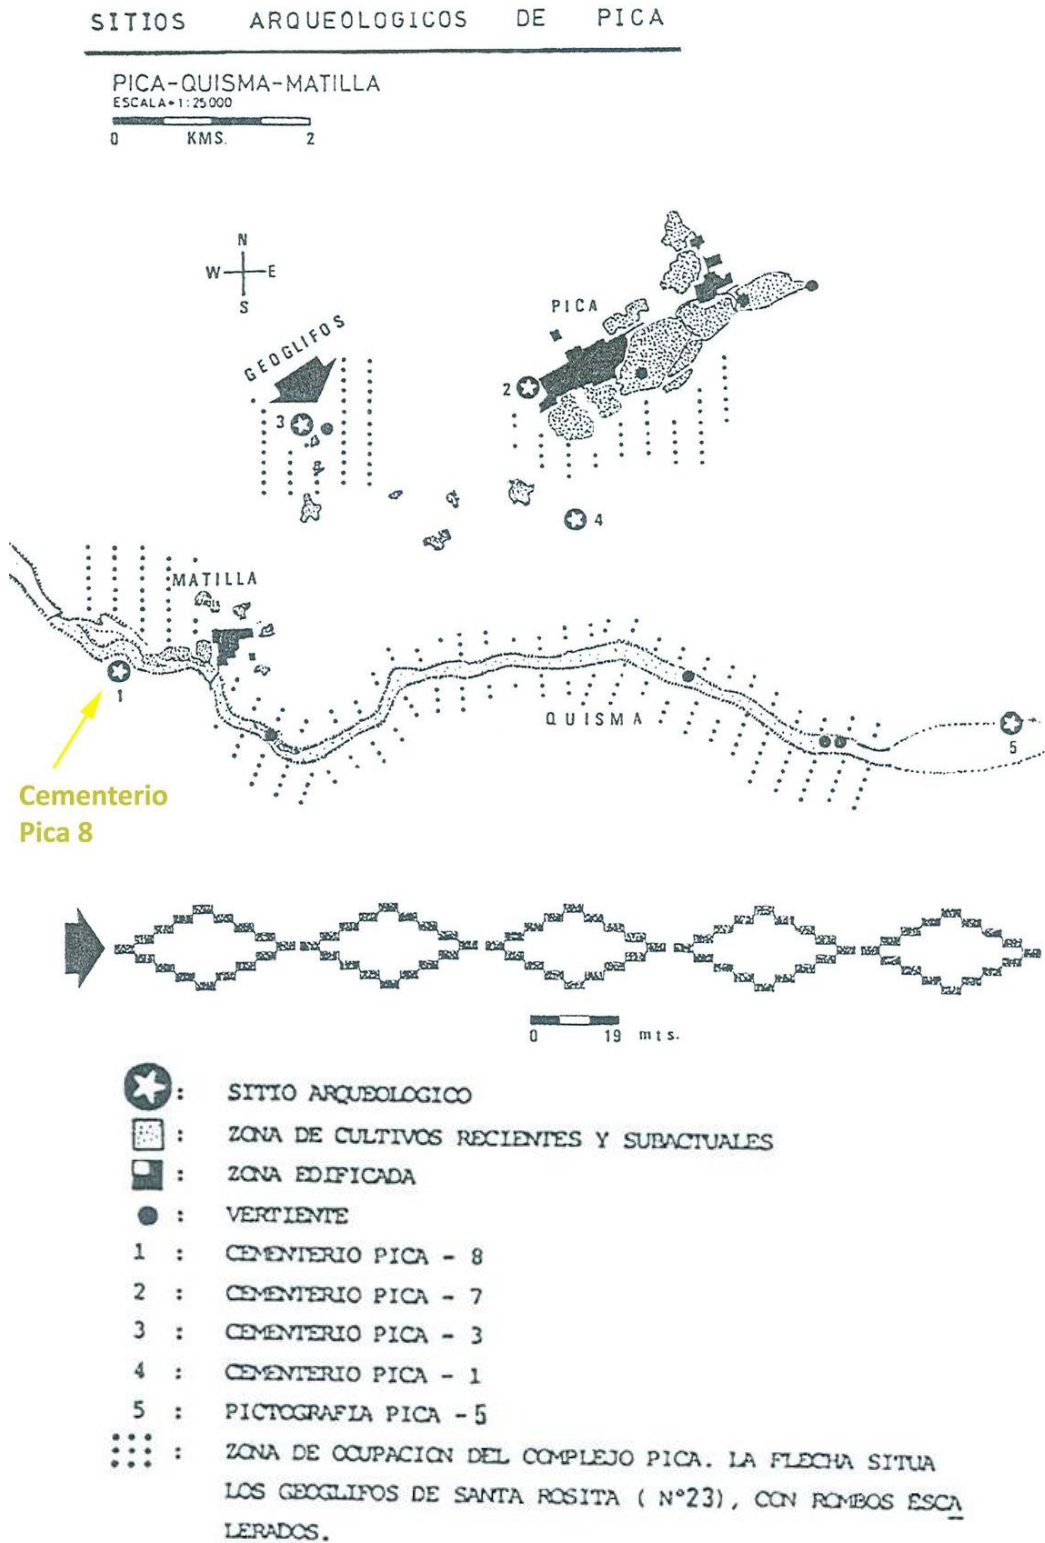 SITIOS ARQUEOLOGICOS DE PICA
PICA-QUISMA-MATILLA
ESCALA=1:25000
0 KMS. 2
N
W E
S
GEOGLIFOS
PICA
2
3
4
MATILLA
1
QUISMA
5
Cementerio
Pica 8
0 19 mts.
: SITIO ARQUEOLOGICO
: ZONA DE CULTIVOS RECIENTES Y SUBACTUALES
: ZONA EDIFICADA
: VERTIENTE
1 : CEMENTERIO PICA - 8
2 : CEMENTERIO PICA - 7
3 : CEMENTERIO PICA - 3
4 : CEMENTERIO PICA - 1
5 : PICTOGRAFIA PICA - 5
: ZONA DE OCUPACION DEL COMPLEJO PICA. LA FLECHA SITUA
LOS GEOGLIFOS DE SANTA ROSITA ( N°23), CON ROMBOS ESCA
LERADOS.